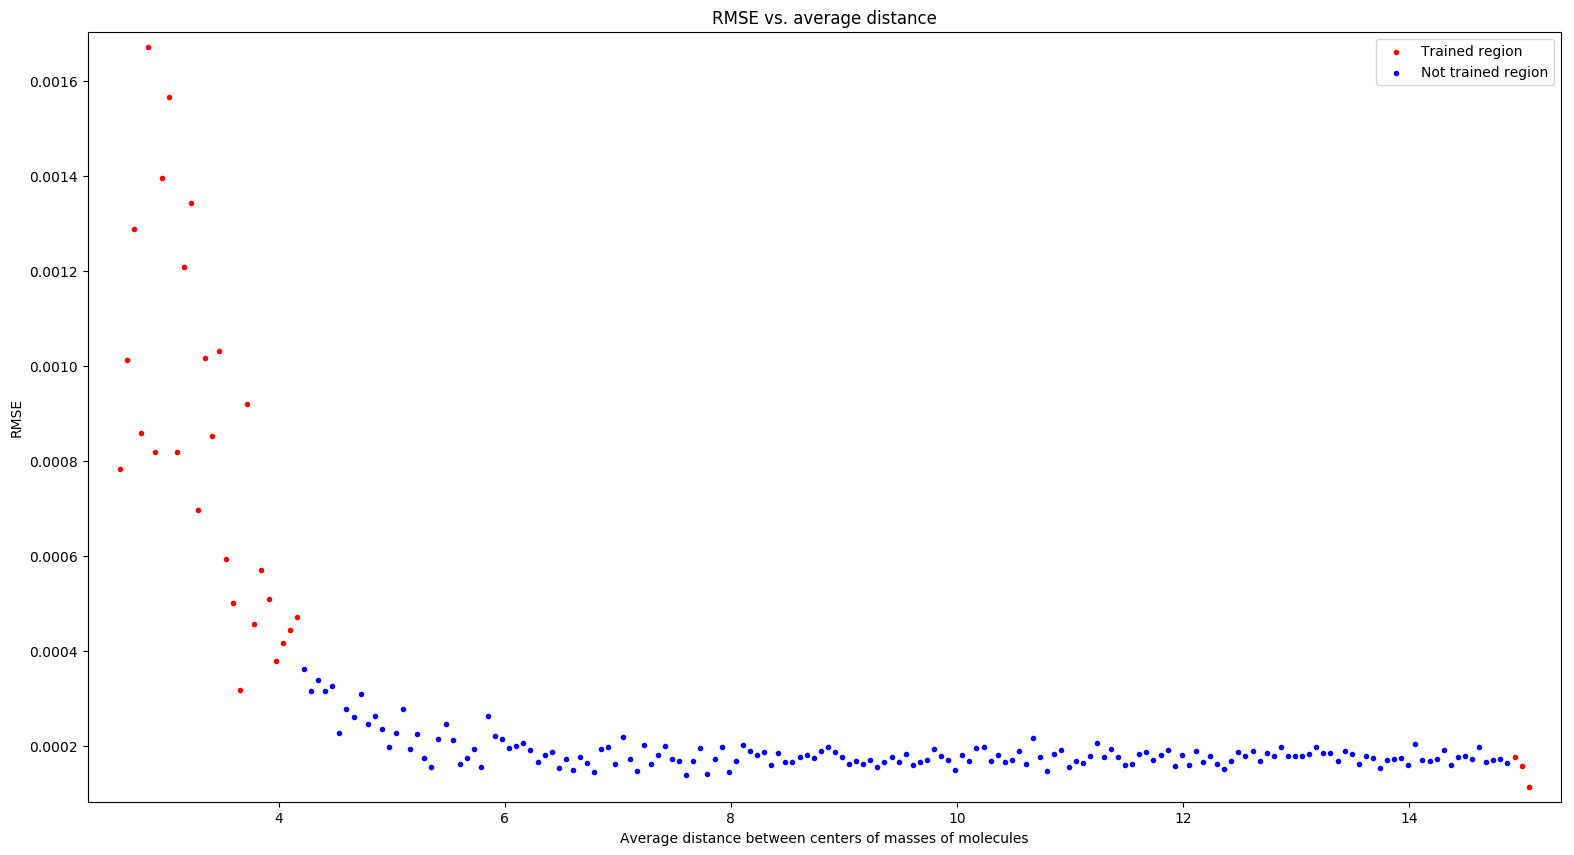 RMSE vs. average distance
Trained region
Not trained region
0.0016
0.0014
0.0012
0.0010
0.0008
0.0006
0.0004
0.0002
RMSE
4
6
8
10
12
14
Average distance between centers of masses of molecules